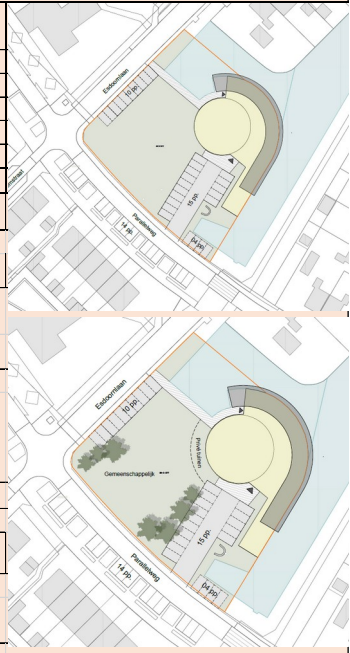 Esdoornlaan
10 pp.
15 pp.
Parallelweg
14 pp.
04 pp.
Esdoornlaan
10 pp.
Privé tuinen
Gemeenschappelijk
15 pp.
Parallelweg
14 pp.
04 pp.